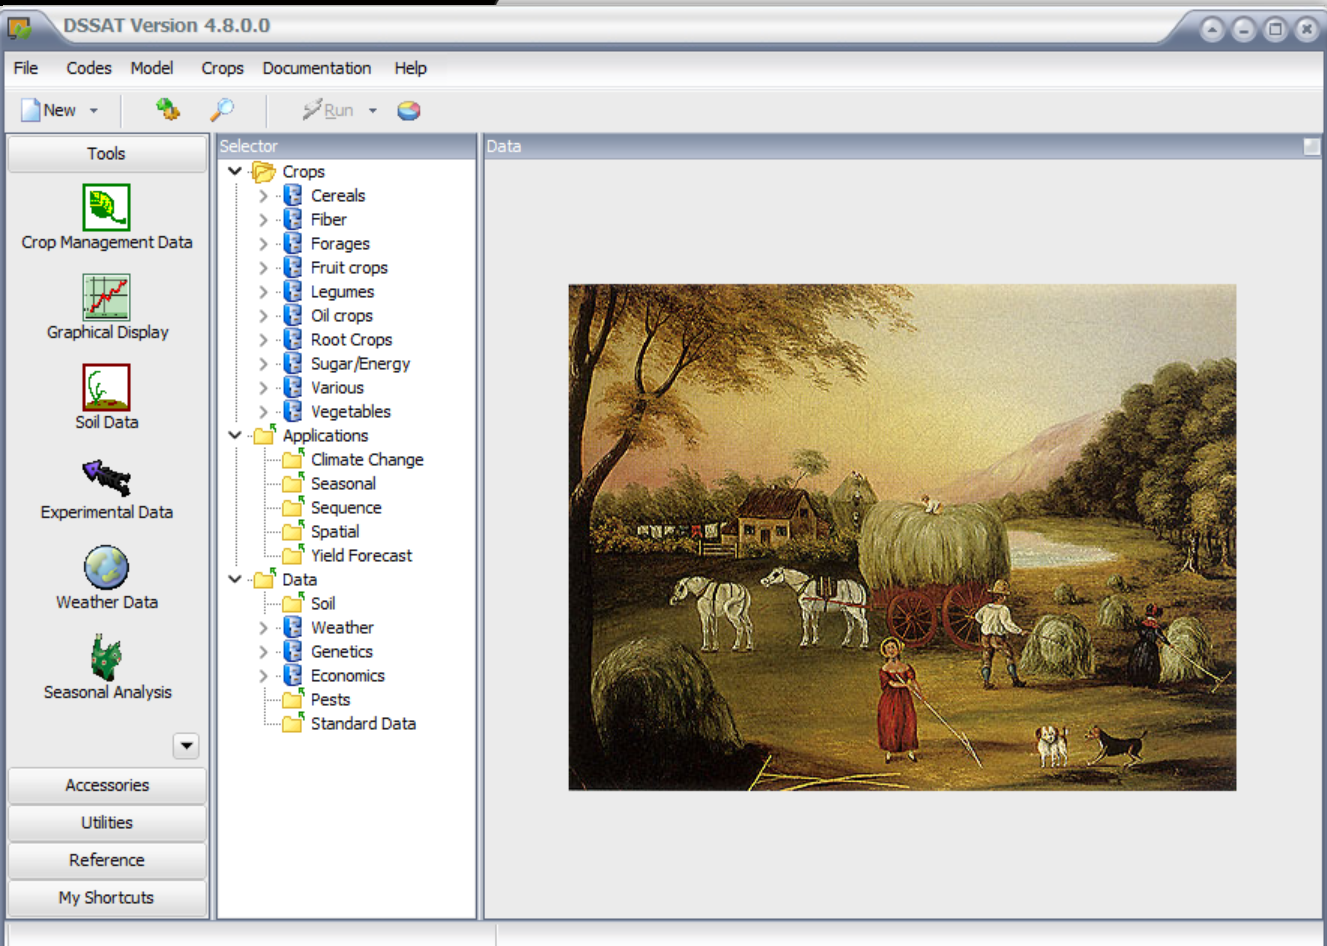 DSSAT Version 4.8.0.0
File Codes Model Crops Documentation Help
New Run
Tools
Crop Management Data
Graphical Display
Soil Data
Experimental Data
Weather Data
Seasonal Analysis
Accessories
Utilities
Reference
My Shortcuts
Selector
Crops
Cereals
Fiber
Forages
Fruit crops
Legumes
Oil crops
Root Crops
Sugar/Energy
Various
Vegetables
Applications
Climate Change
Seasonal
Sequence
Spatial
Yield Forecast
Data
Soil
Weather
Genetics
Economics
Pests
Standard Data
Data